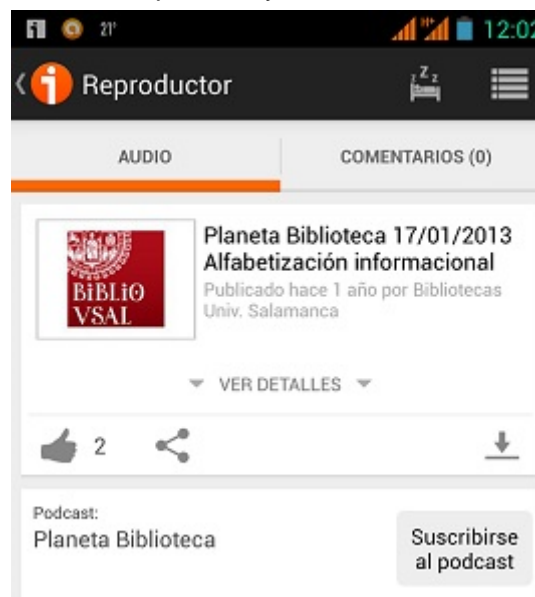 21°
H+
12:02
Reproductor
z Z z
AUDIO
COMENTARIOS (0)
BiBLiO
VSAL
Planeta Biblioteca 17/01/2013
Alfabetización informacional
Publicado hace 1 año por Bibliotecas
Univ. Salamanca
VER DETALLES
2
Podcast:
Planeta Biblioteca
Suscribirse
al podcast